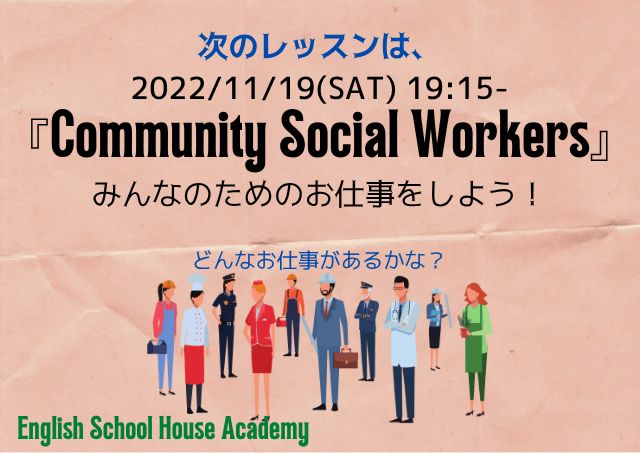 次のレッスンは、
2022/11/19(SAT) 19:15-
『Community Social Workers』
みんなのためのお仕事をしよう！
どんなお仕事があるかな？
English School House Academy